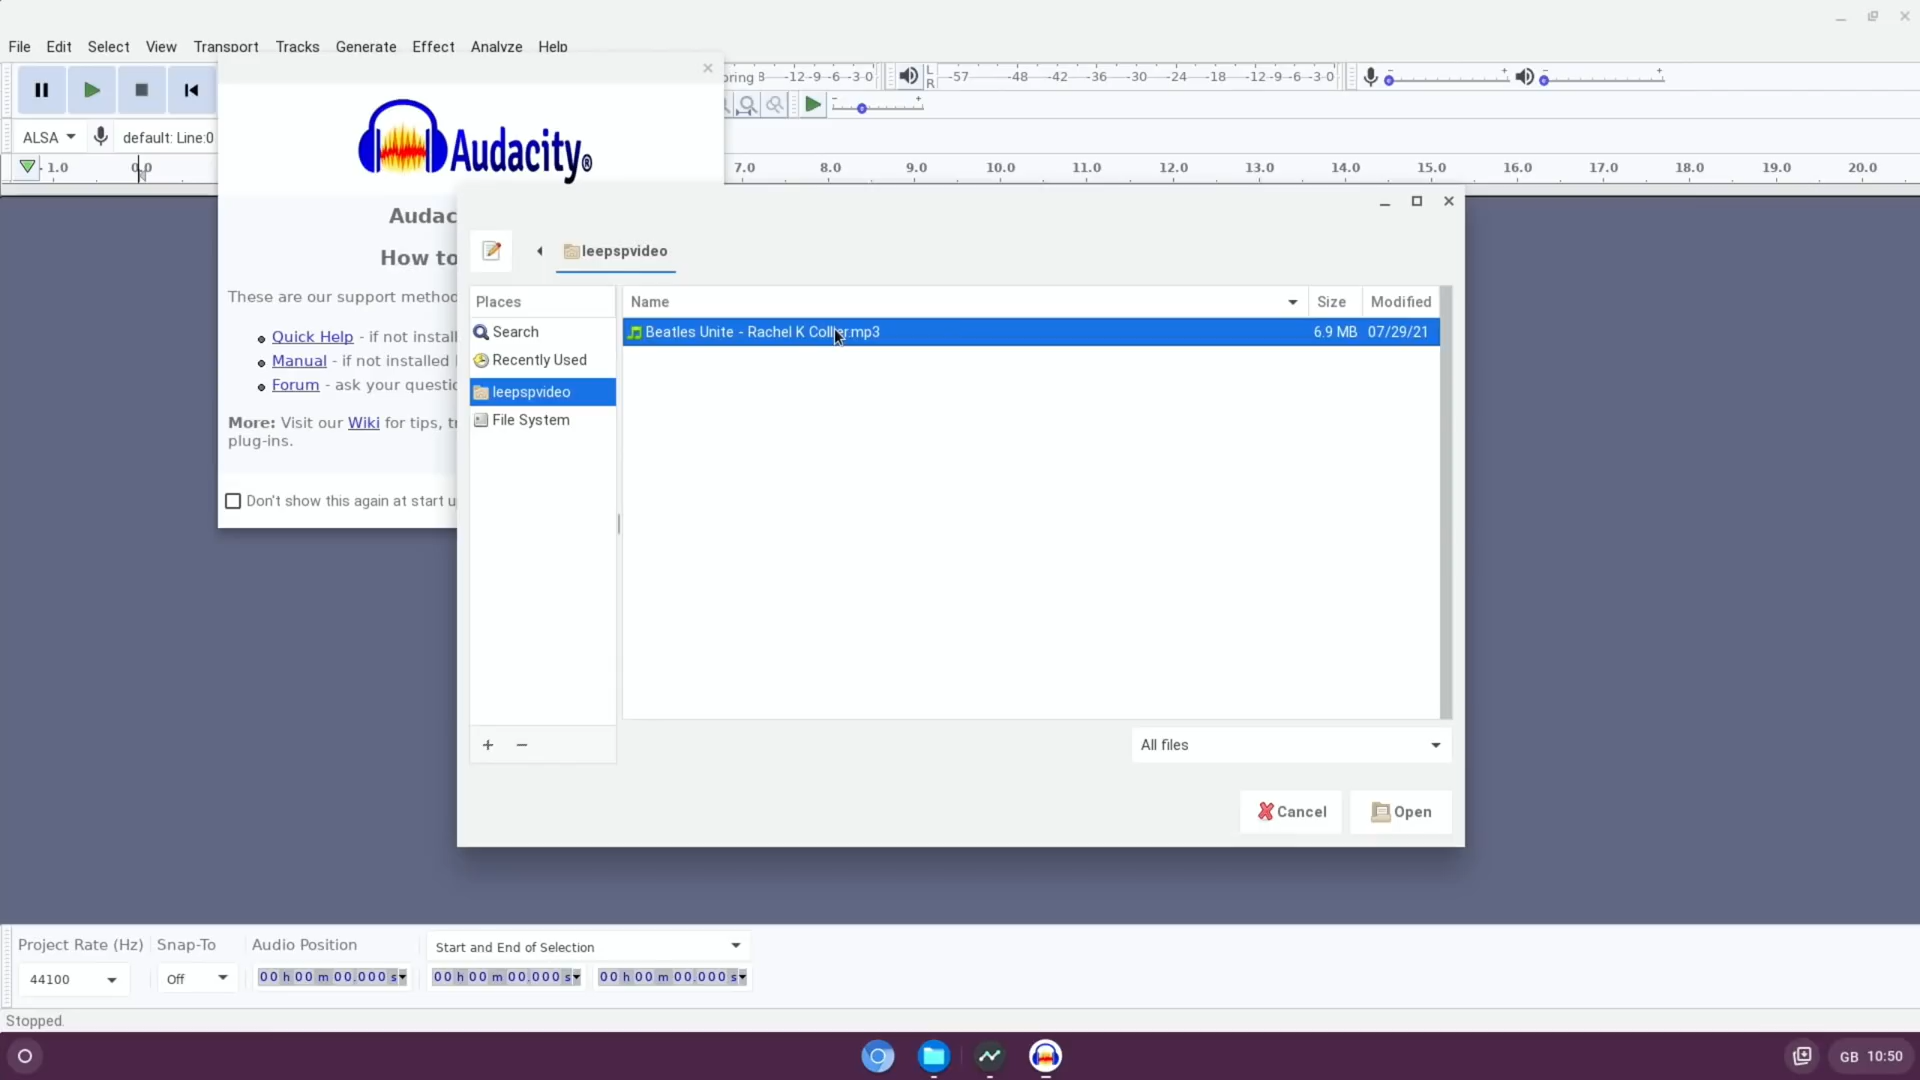 File Edit Select View Transport Tracks Generate Effect Analyze Help
-12 -9 -6 -3 0
L
R
-57 -48 -42 -36 -30 -24 -18 -12 -9 -6 -3 0
ALSA default: Line:0
- 1.0 0.0 7.0 8.0 9.0 10.0 11.0 12.0 13.0 14.0 15.0 16.0 17.0 18.0 19.0 20.0
Audacity®
How to
These are our support
Quick Help - if not
Manual - if not installed
Forum - ask your
More: Visit our Wiki for tips,
plug-ins.
Don't show this again at start
leepspvideo
Places
Search
Recently Used
leepspvideo
File System
Name Size Modified
Beatles Unite - Rachel K Collier.mp3 6.9 MB 07/29/21
+ −
All files
Cancel Open
Project Rate (Hz) Snap-To Audio Position Start and End of Selection
44100 Off 00 h 00 m 00.000 s 00 h 00 m 00.000 s 00 h 00 m 00.000 s
Stopped.
GB 10:50